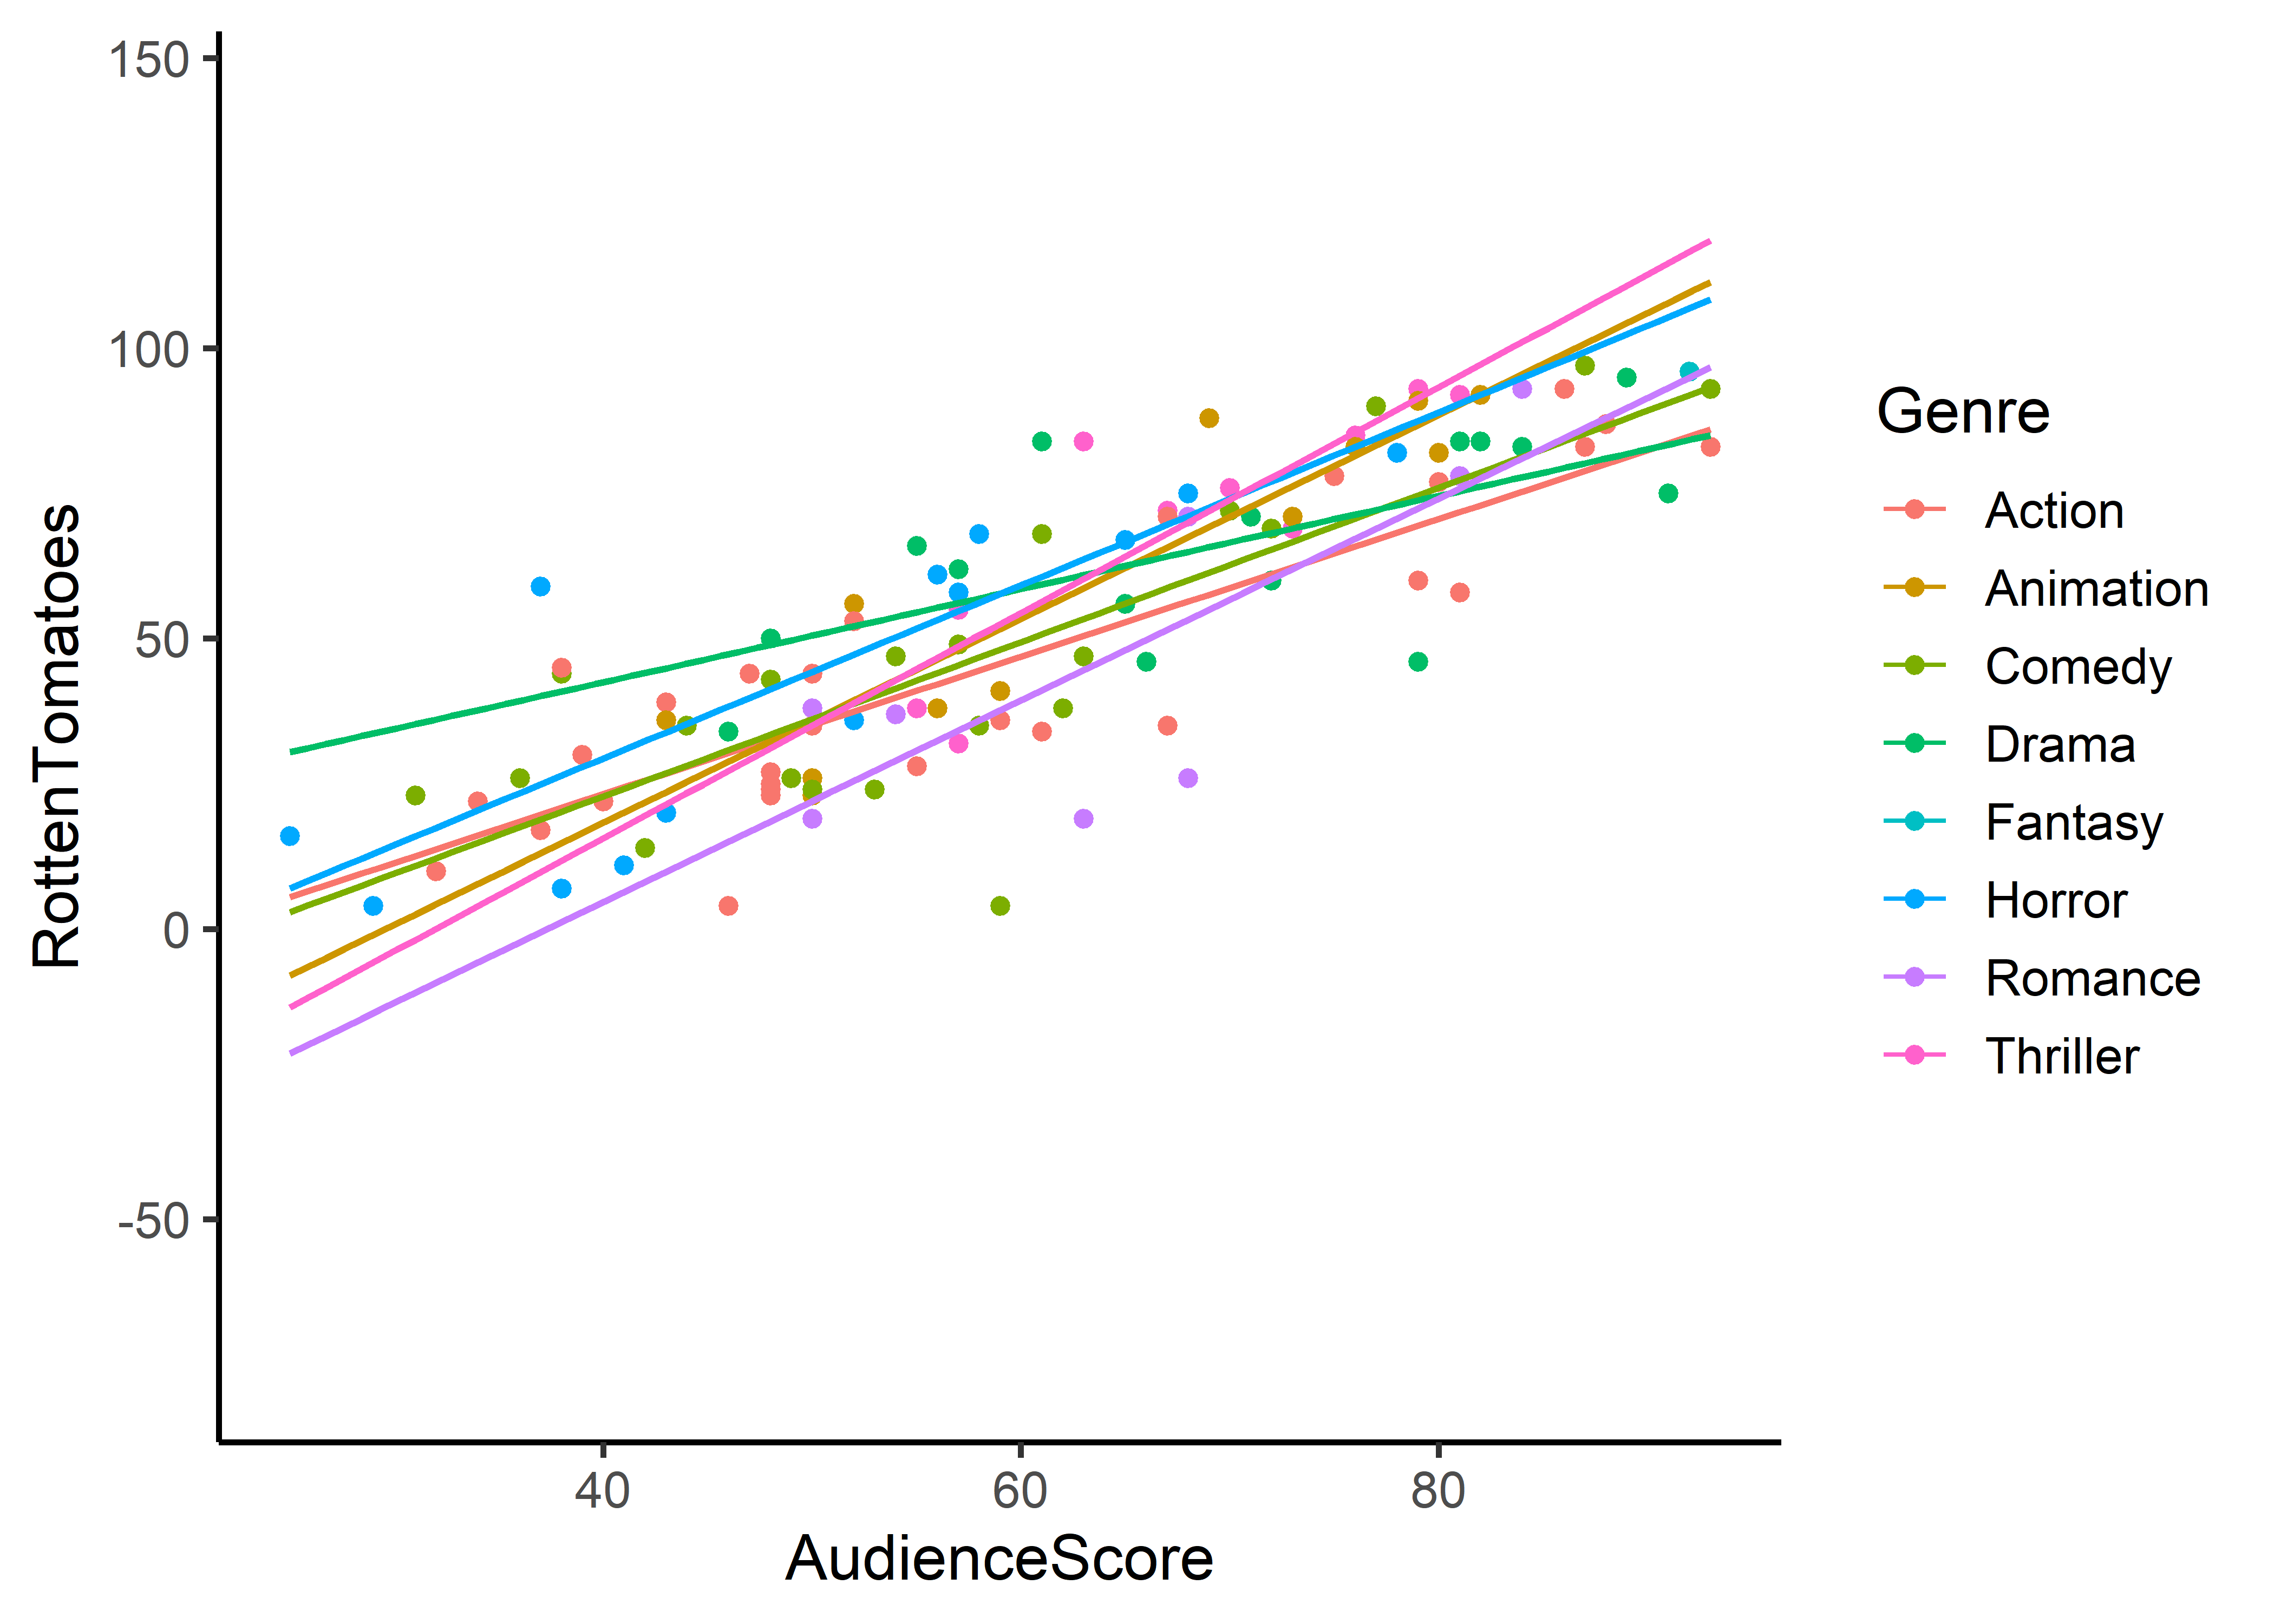 150
100
50
0
-50
RottenTomatoes
40 60 80
AudienceScore
Genre
Action
Animation
Comedy
Drama
Fantasy
Horror
Romance
Thriller